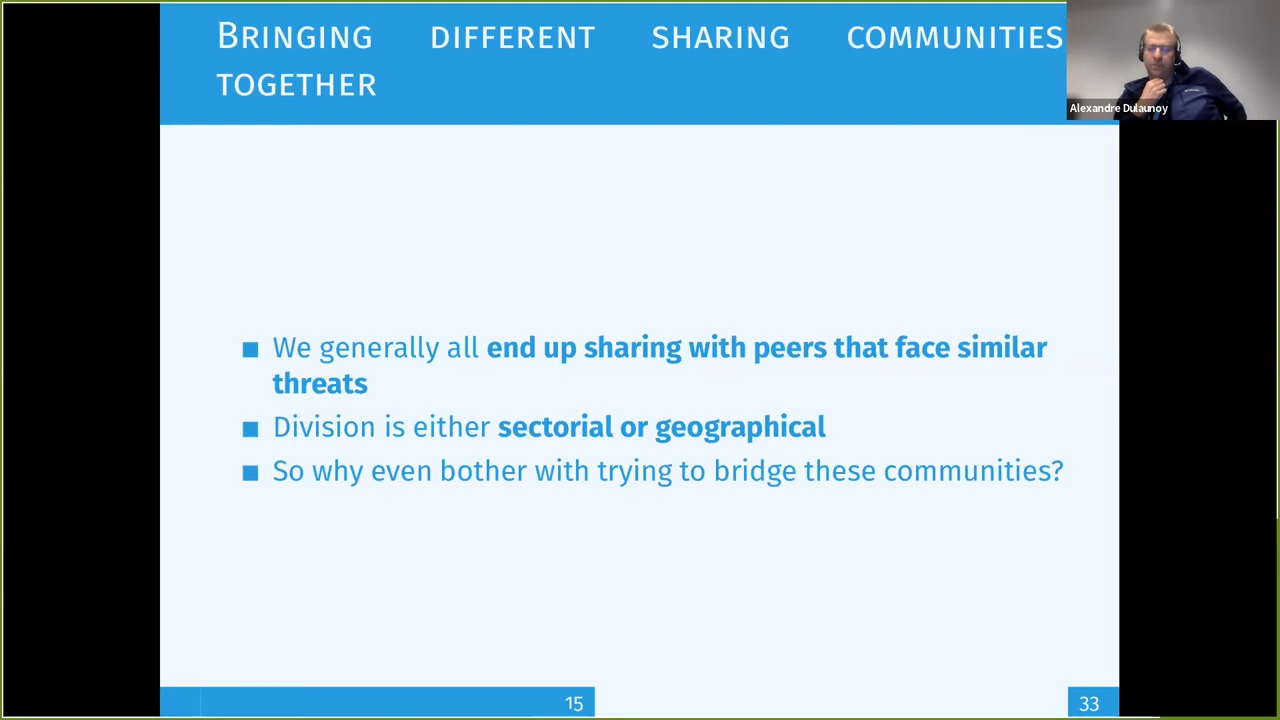 BRINGING DIFFERENT SHARING COMMUNITIES
TOGETHER
Alexandre Dulaunoy
We generally all end up sharing with peers that face similar
threats
Division is either sectorial or geographical
So why even bother with trying to bridge these communities?
15
33